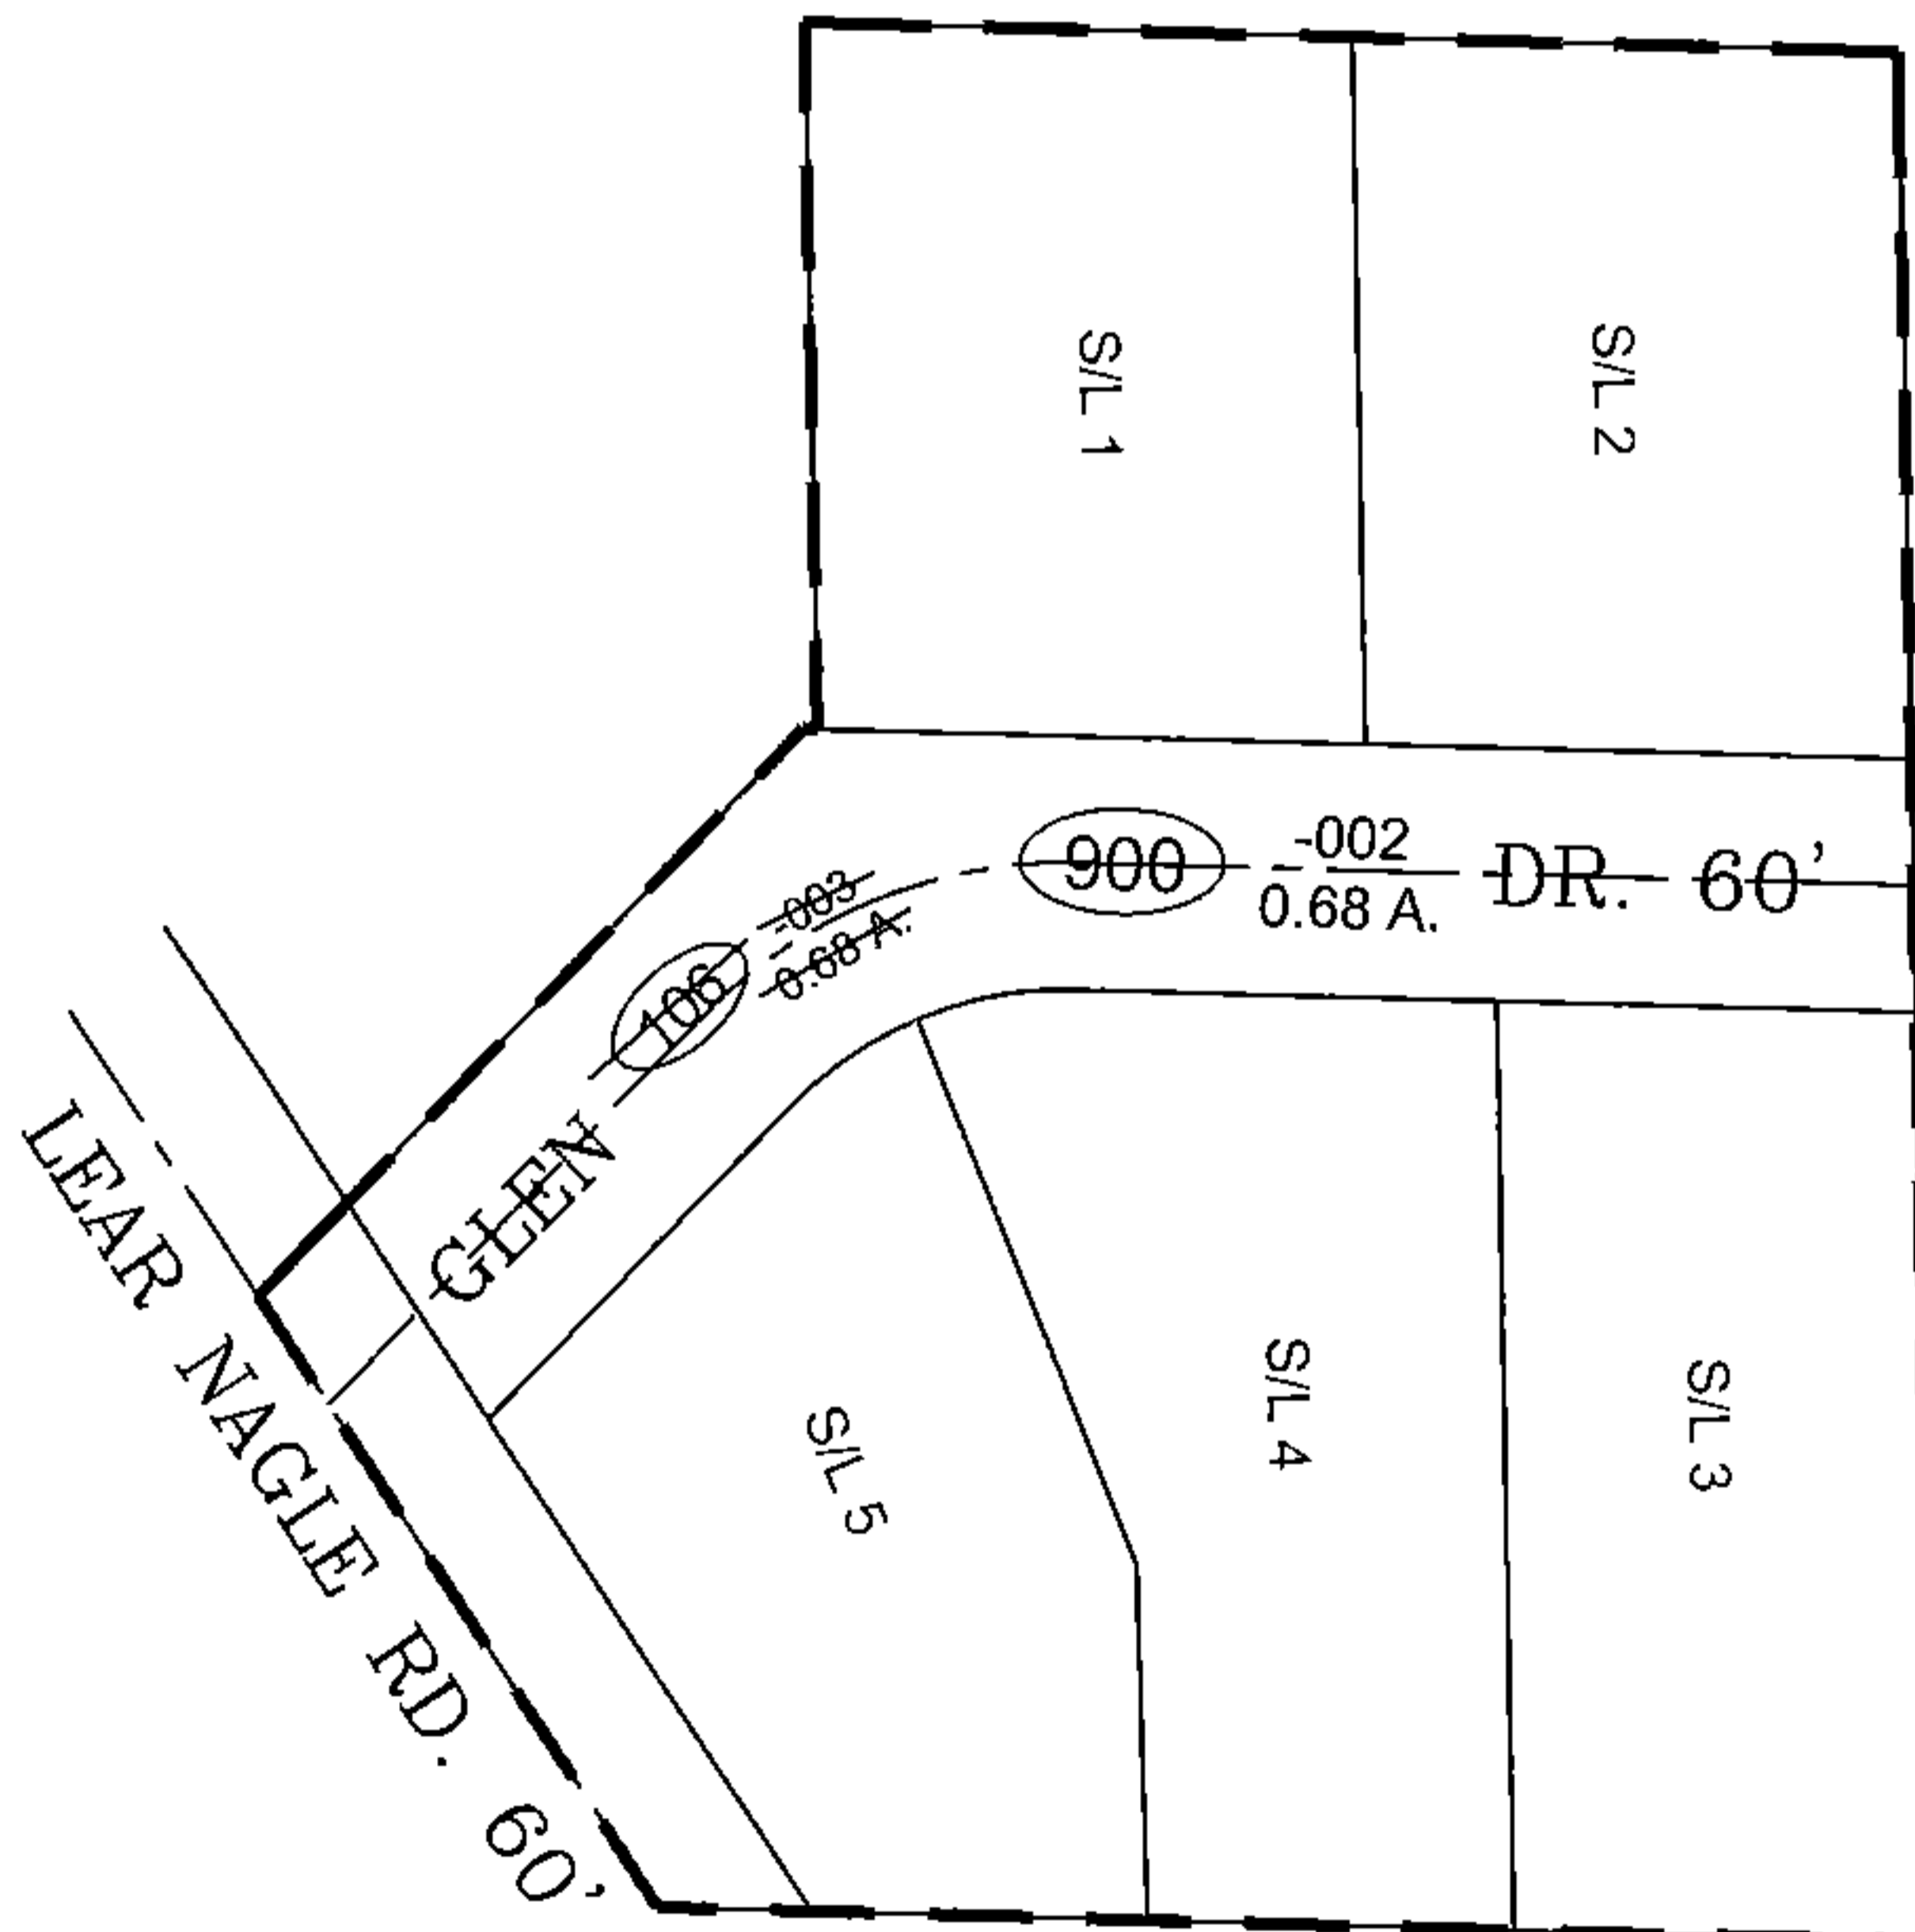 S/L 1
S/L 2
900
-002
0.68 A.
GLEN DR. 60'
106
-003
0.68 A.
LEAR NAGLE RD. 60'
S/L 5
S/L 4
S/L 3